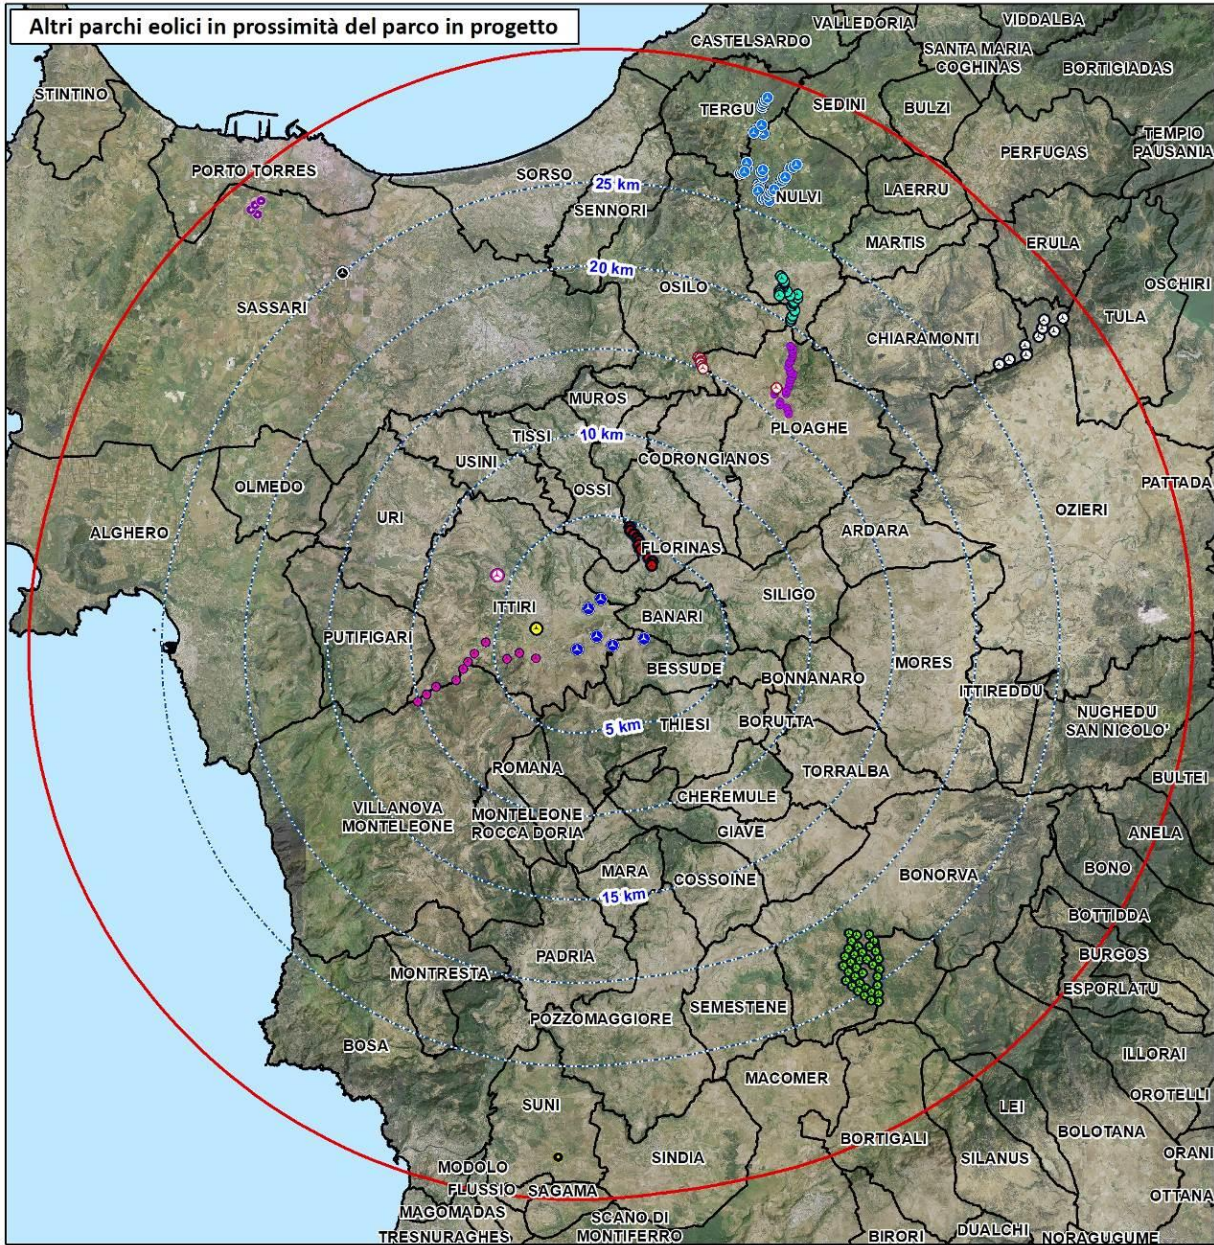 Altri parchi eolici in prossimità del parco in progetto
VALLEDORIA
VIDDALBA
CASTELSARDO
SANTA MARIA
COGHINAS
BORTIGIADAS
STINTINO
TERGU
SEDINI
BULZI
TEMPIO
PAUSANIA
PERFUGAS
PORTO TORRES
SORSO
25 km
LAERRU
NULVI
SENNORI
MARTIS
ERULA
20 km
OSILO
OSCHIRI
SASSARI
TULA
CHIARAMONTI
MUROS
PLOAGHE
10 km
TISSI
USINI
CODRONGIANOS
OLMEDO
OSSI
PATTADA
URI
OZIERI
ALGHERO
ARDARA
FLORINAS
ITTIRI
BANARI
SILIGO
PUTIFIGARI
BESSUDE
BONNANARO
MORES
ITTIREDDU
NUGHEDU
SAN NICOLO'
5 km
THIESI
BORUTTA
ROMANA
TORRALBA
BULTEI
CHEREMULE
VILLANOVA
MONTELEONE
MONTELEONE
ROCCA DORIA
GIAVE
ANELA
MARA
COSSOINE
BONORVA
BONO
15 km
BOTTIDDA
PADRIA
BURGOS
MONTRESTA
ESPORLATU
SEMESTENE
POZZOMAGGIORE
BOSA
ILLORAI
MACOMER
OROTELLI
SUNI
LEI
BOLOTANA
BORTIGALI
ORANI
SINDIA
SILANUS
MODOLO
FLUSSIO
SAGAMA
OTTANA
MAGOMADAS
SCANO DI
MONTIFERRO
TRESNURAGHES
BIRORI
DUALCHI
NORAGUGUME